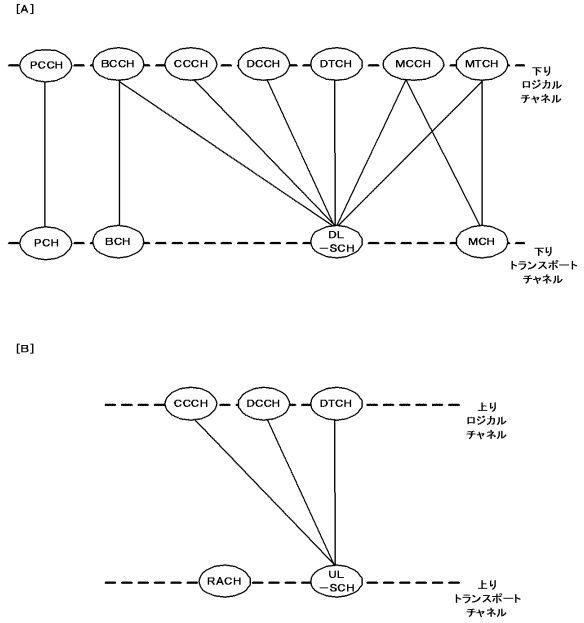 [A]
PCCH BCCH CCCH DCCH DTCH MCCH MTCH
下り
ロジカル
チャネル
PCH BCH DL
－SCH MCH
下り
トランスポート
チャネル
[B]
CCCH DCCH DTCH
上り
ロジカル
チャネル
RACH UL
－SCH
上り
トランスポート
チャネル